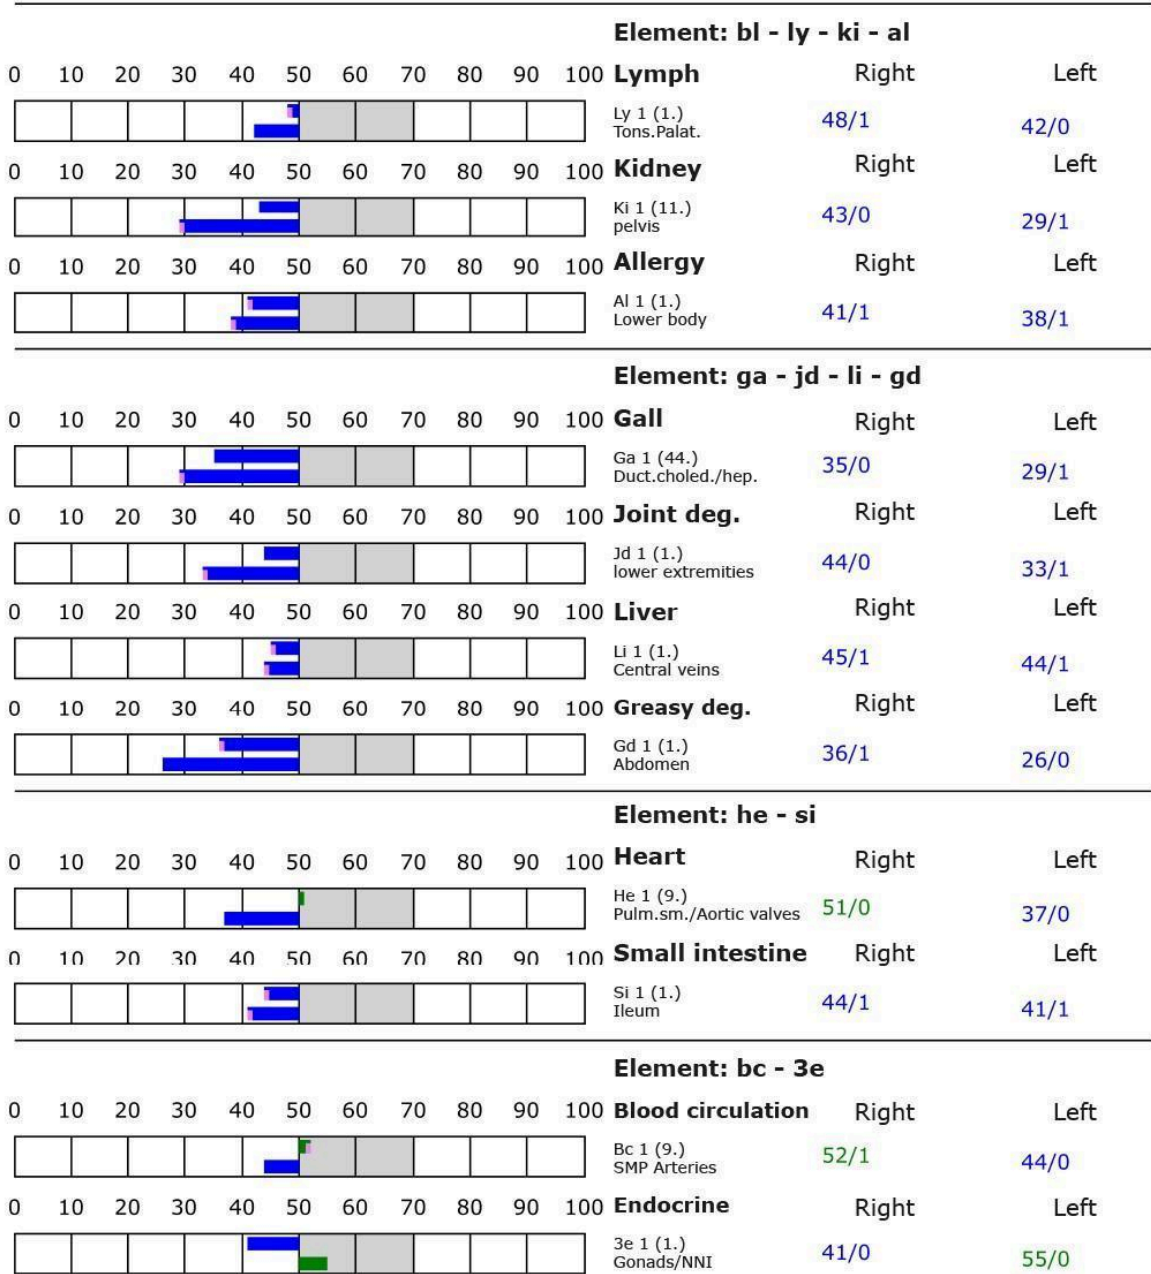 Element: bl - ly - ki - al
0 10 20 30 40 50 60 70 80 90 100 Lymph Right Left
Ly 1 (1.) 48/1 42/0
Tons.Palat.
0 10 20 30 40 50 60 70 80 90 100 Kidney Right Left
Ki 1 (11.) 43/0 29/1
pelvis
0 10 20 30 40 50 60 70 80 90 100 Allergy Right Left
Al 1 (1.) 41/1 38/1
Lower body
Element: ga - jd - li - gd
0 10 20 30 40 50 60 70 80 90 100 Gall Right Left
Ga 1 (44.) 35/0 29/1
Duct.choled./hep.
0 10 20 30 40 50 60 70 80 90 100 Joint deg. Right Left
Jd 1 (1.) 44/0 33/1
lower extremities
0 10 20 30 40 50 60 70 80 90 100 Liver Right Left
Li 1 (1.) 45/1 44/1
Central veins
0 10 20 30 40 50 60 70 80 90 100 Greasy deg. Right Left
Gd 1 (1.) 36/1 26/0
Abdomen
Element: he - si
0 10 20 30 40 50 60 70 80 90 100 Heart Right Left
He 1 (9.) 51/0 37/0
Pulm.sm./Aortic valves
0 10 20 30 40 50 60 70 80 90 100 Small intestine Right Left
Si 1 (1.) 44/1 41/1
Ileum
Element: bc - 3e
0 10 20 30 40 50 60 70 80 90 100 Blood circulation Right Left
Bc 1 (9.) 52/1 44/0
SMP Arteries
0 10 20 30 40 50 60 70 80 90 100 Endocrine Right Left
3e 1 (1.) 41/0 55/0
Gonads/NNI